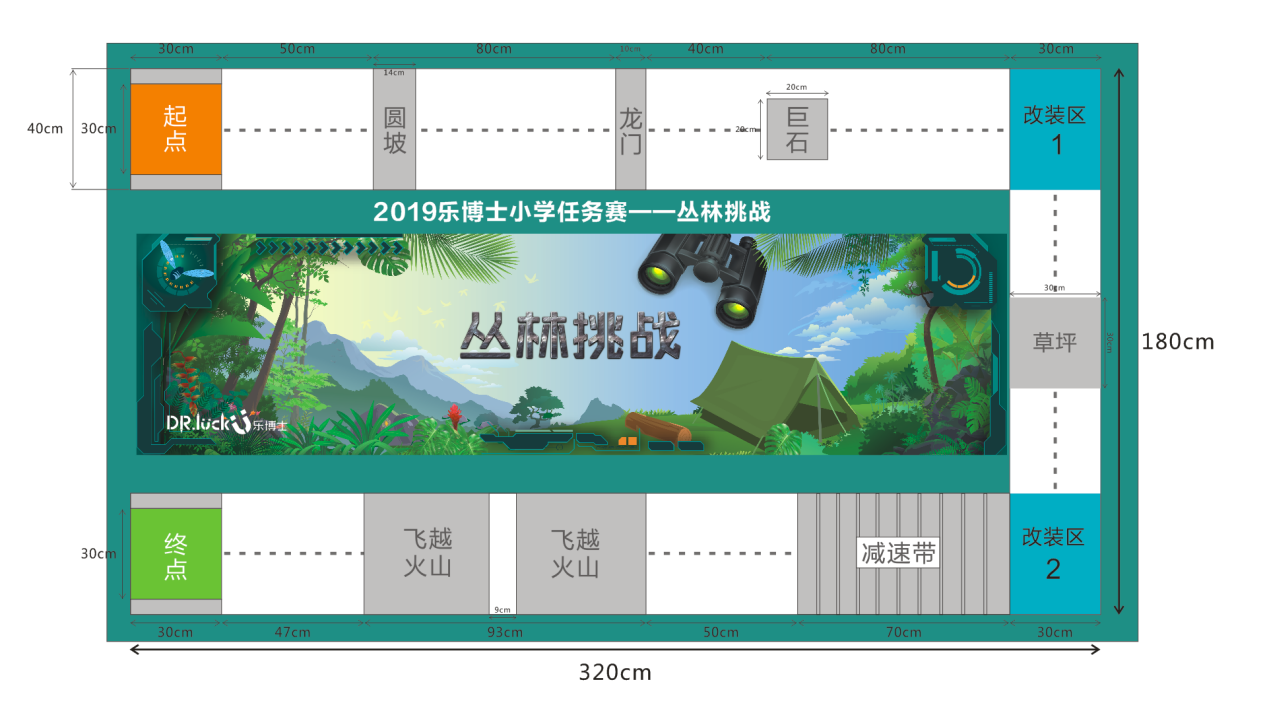 30cm 50cm 80cm 10cm 40cm 80cm 30cm
14cm
20cm
40cm
30cm
起点
圆坡
龙门
20cm
巨石
改装区
1
2019乐博士小学任务赛——丛林挑战
丛林挑战
30cm
草坪
30cm
180cm
DR.luck 乐博士
30cm
终点
飞越
火山
飞越
火山
减速带
改装区
2
9cm
30cm 47cm 93cm 50cm 70cm 30cm
320cm